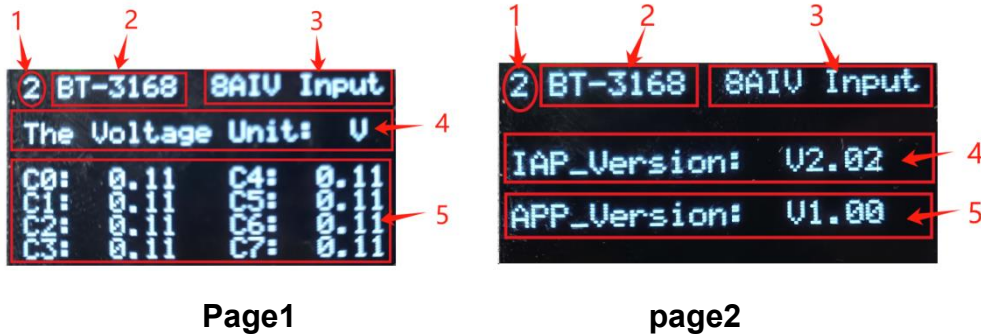 1 2 3
2 BT-3168 8AIV Input
The Voltage Unit: V 4
C0: 0.11 C4: 0.11
C1: 0.11 C5: 0.11
C2: 0.11 C6: 0.11 5
C3: 0.11 C7: 0.11
Page1
1 2 3
2 BT-3168 8AIV Input
IAP_Version: V2.02 4
APP_Version: V1.00 5
page2